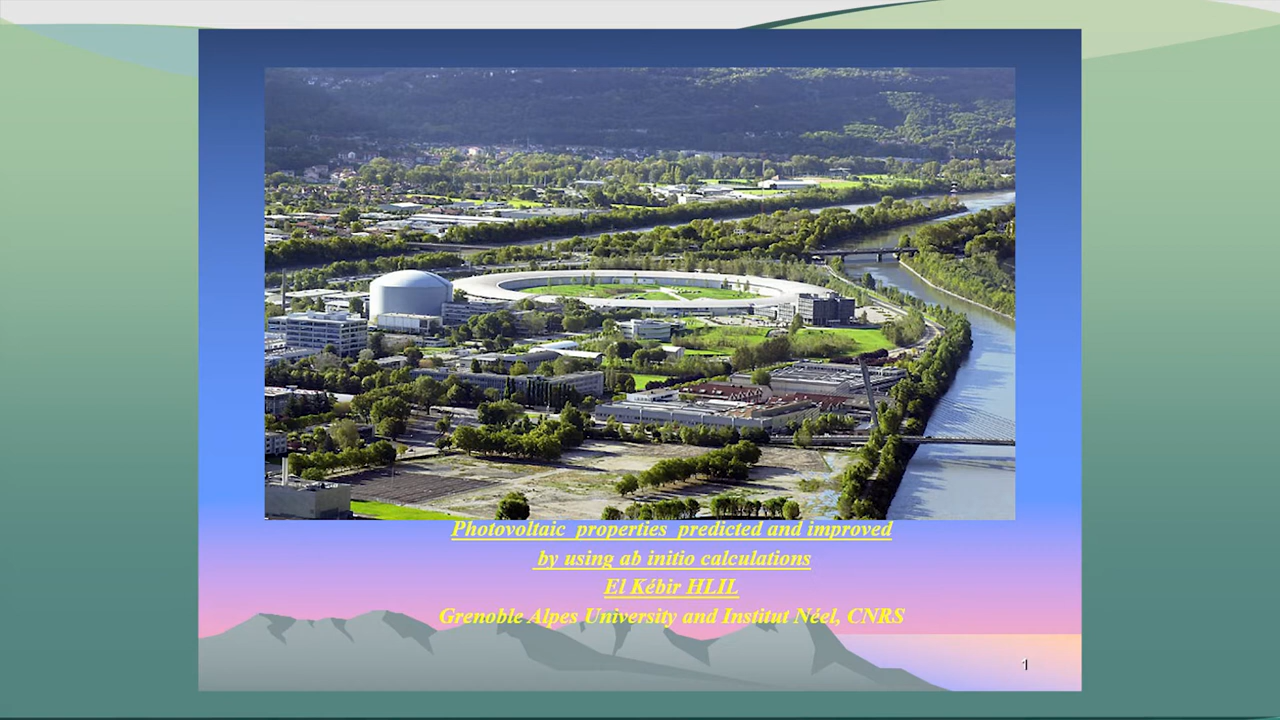 Photovoltaic properties predicted and improved
by using ab initio calculations
El Kébir HLIL
Grenoble Alpes University and Institut Néel, CNRS
1